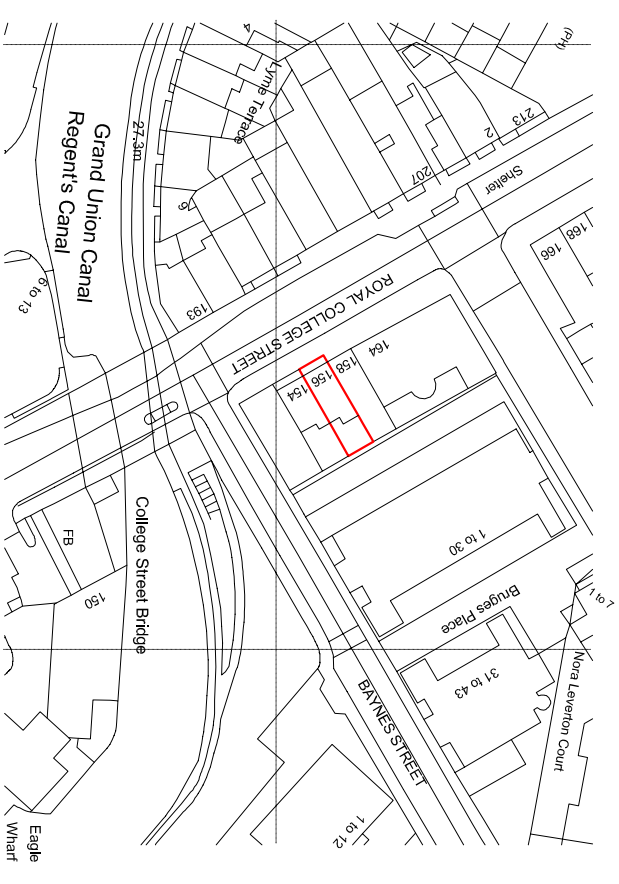 (PH)
4
Lyme Terrace
213
2
27.3m
207
Shelter
Grand Union Canal
Regent's Canal
9
168
166
6 to 13
193
ROYAL COLLEGE STREET
164
158
156
154
1 to 30
College Street Bridge
FB
150
Bruges Place
1 to 7
31 to 43
Nora Leverton Court
BAYNES STREET
1 to 12
Eagle
Wharf